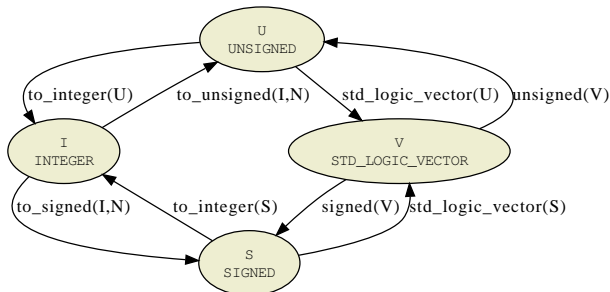 U
UNSIGNED
to_integer(U)
to_unsigned(I,N)
std_logic_vector(U)
unsigned(V)
I
INTEGER
V
STD_LOGIC_VECTOR
to_signed(I,N)
to_integer(S)
signed(V)
std_logic_vector(S)
S
SIGNED